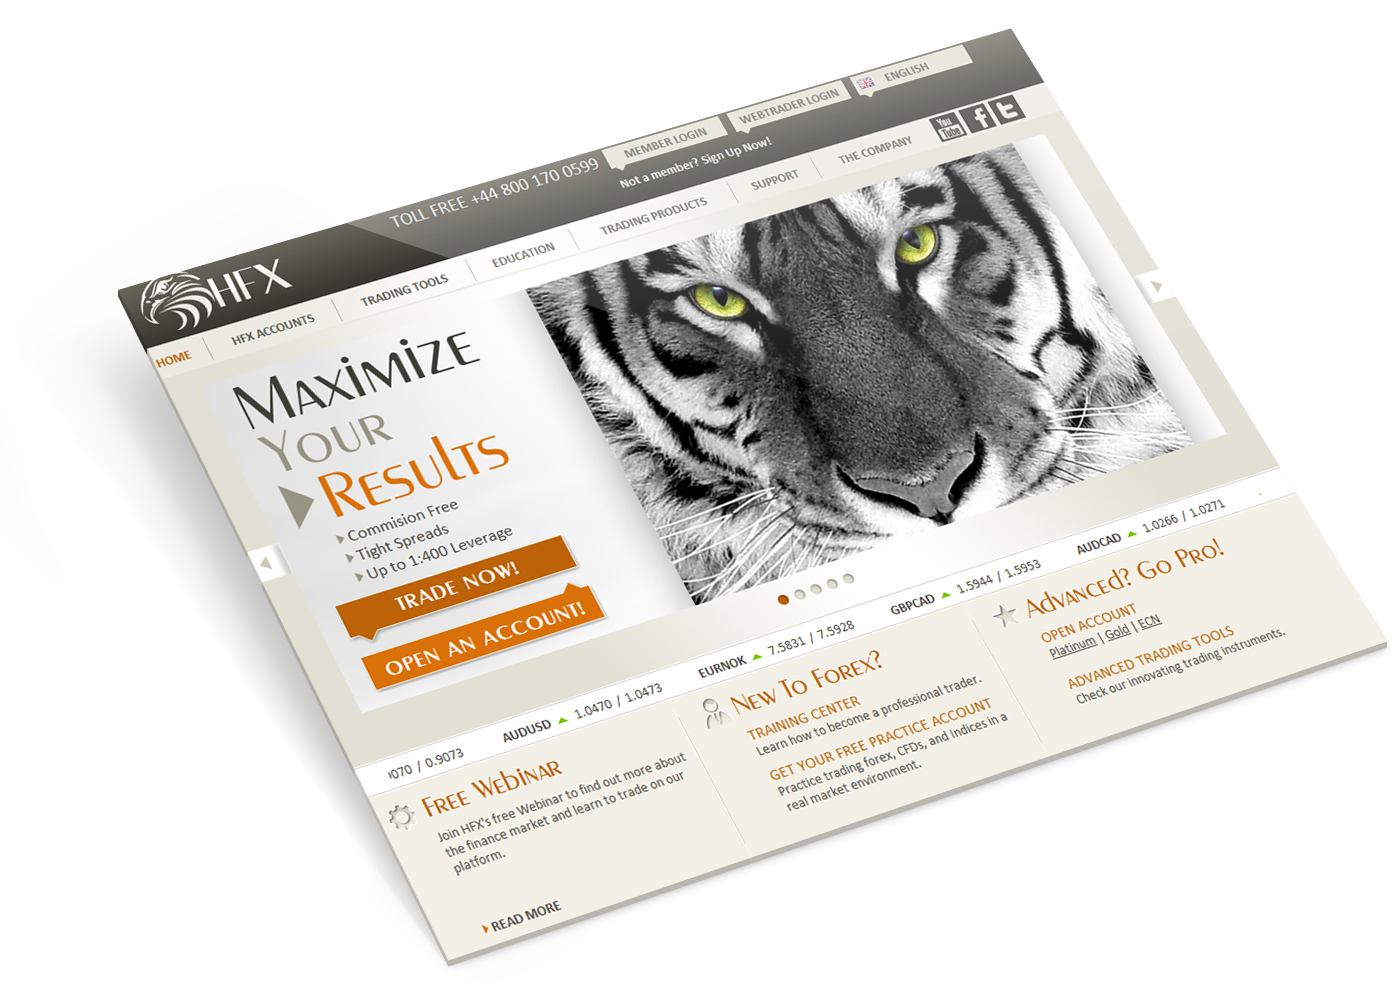 TOLL FREE +44 800 170 0599
MEMBER LOGIN
WEBTRADER LOGIN
ENGLISH
Not a member? Sign Up Now!
You
Tube
HFX
HOME
HFX ACCOUNTS
TRADING TOOLS
EDUCATION
TRADING PRODUCTS
SUPPORT
THE COMPANY
MAXIMIZE
YOUR
RESULTS
Commision Free
Tight Spreads
Up to 1:400 Leverage
TRADE NOW!
OPEN AN ACCOUNT!
070 / 0.9073
AUDUSD 1.0470 / 1.0473
EURNOK 7.5831 / 7.5928
GBPCAD 1.5944 / 1.5953
AUDCAD 1.0266 / 1.0271
FREE WEBINAR
Join HFX's free Webinar to find out more about
the finance market and learn to trade on our
platform.
READ MORE
NEW TO FOREX?
TRAINING CENTER
Learn how to become a professional trader.
GET YOUR FREE PRACTICE ACCOUNT
Practice trading forex, CFDs, and Indices in a
real market environment.
ADVANCED? GO PRO!
OPEN ACCOUNT
Platinum | Gold | ECN
ADVANCED TRADING TOOLS
Check our innovating trading instruments.